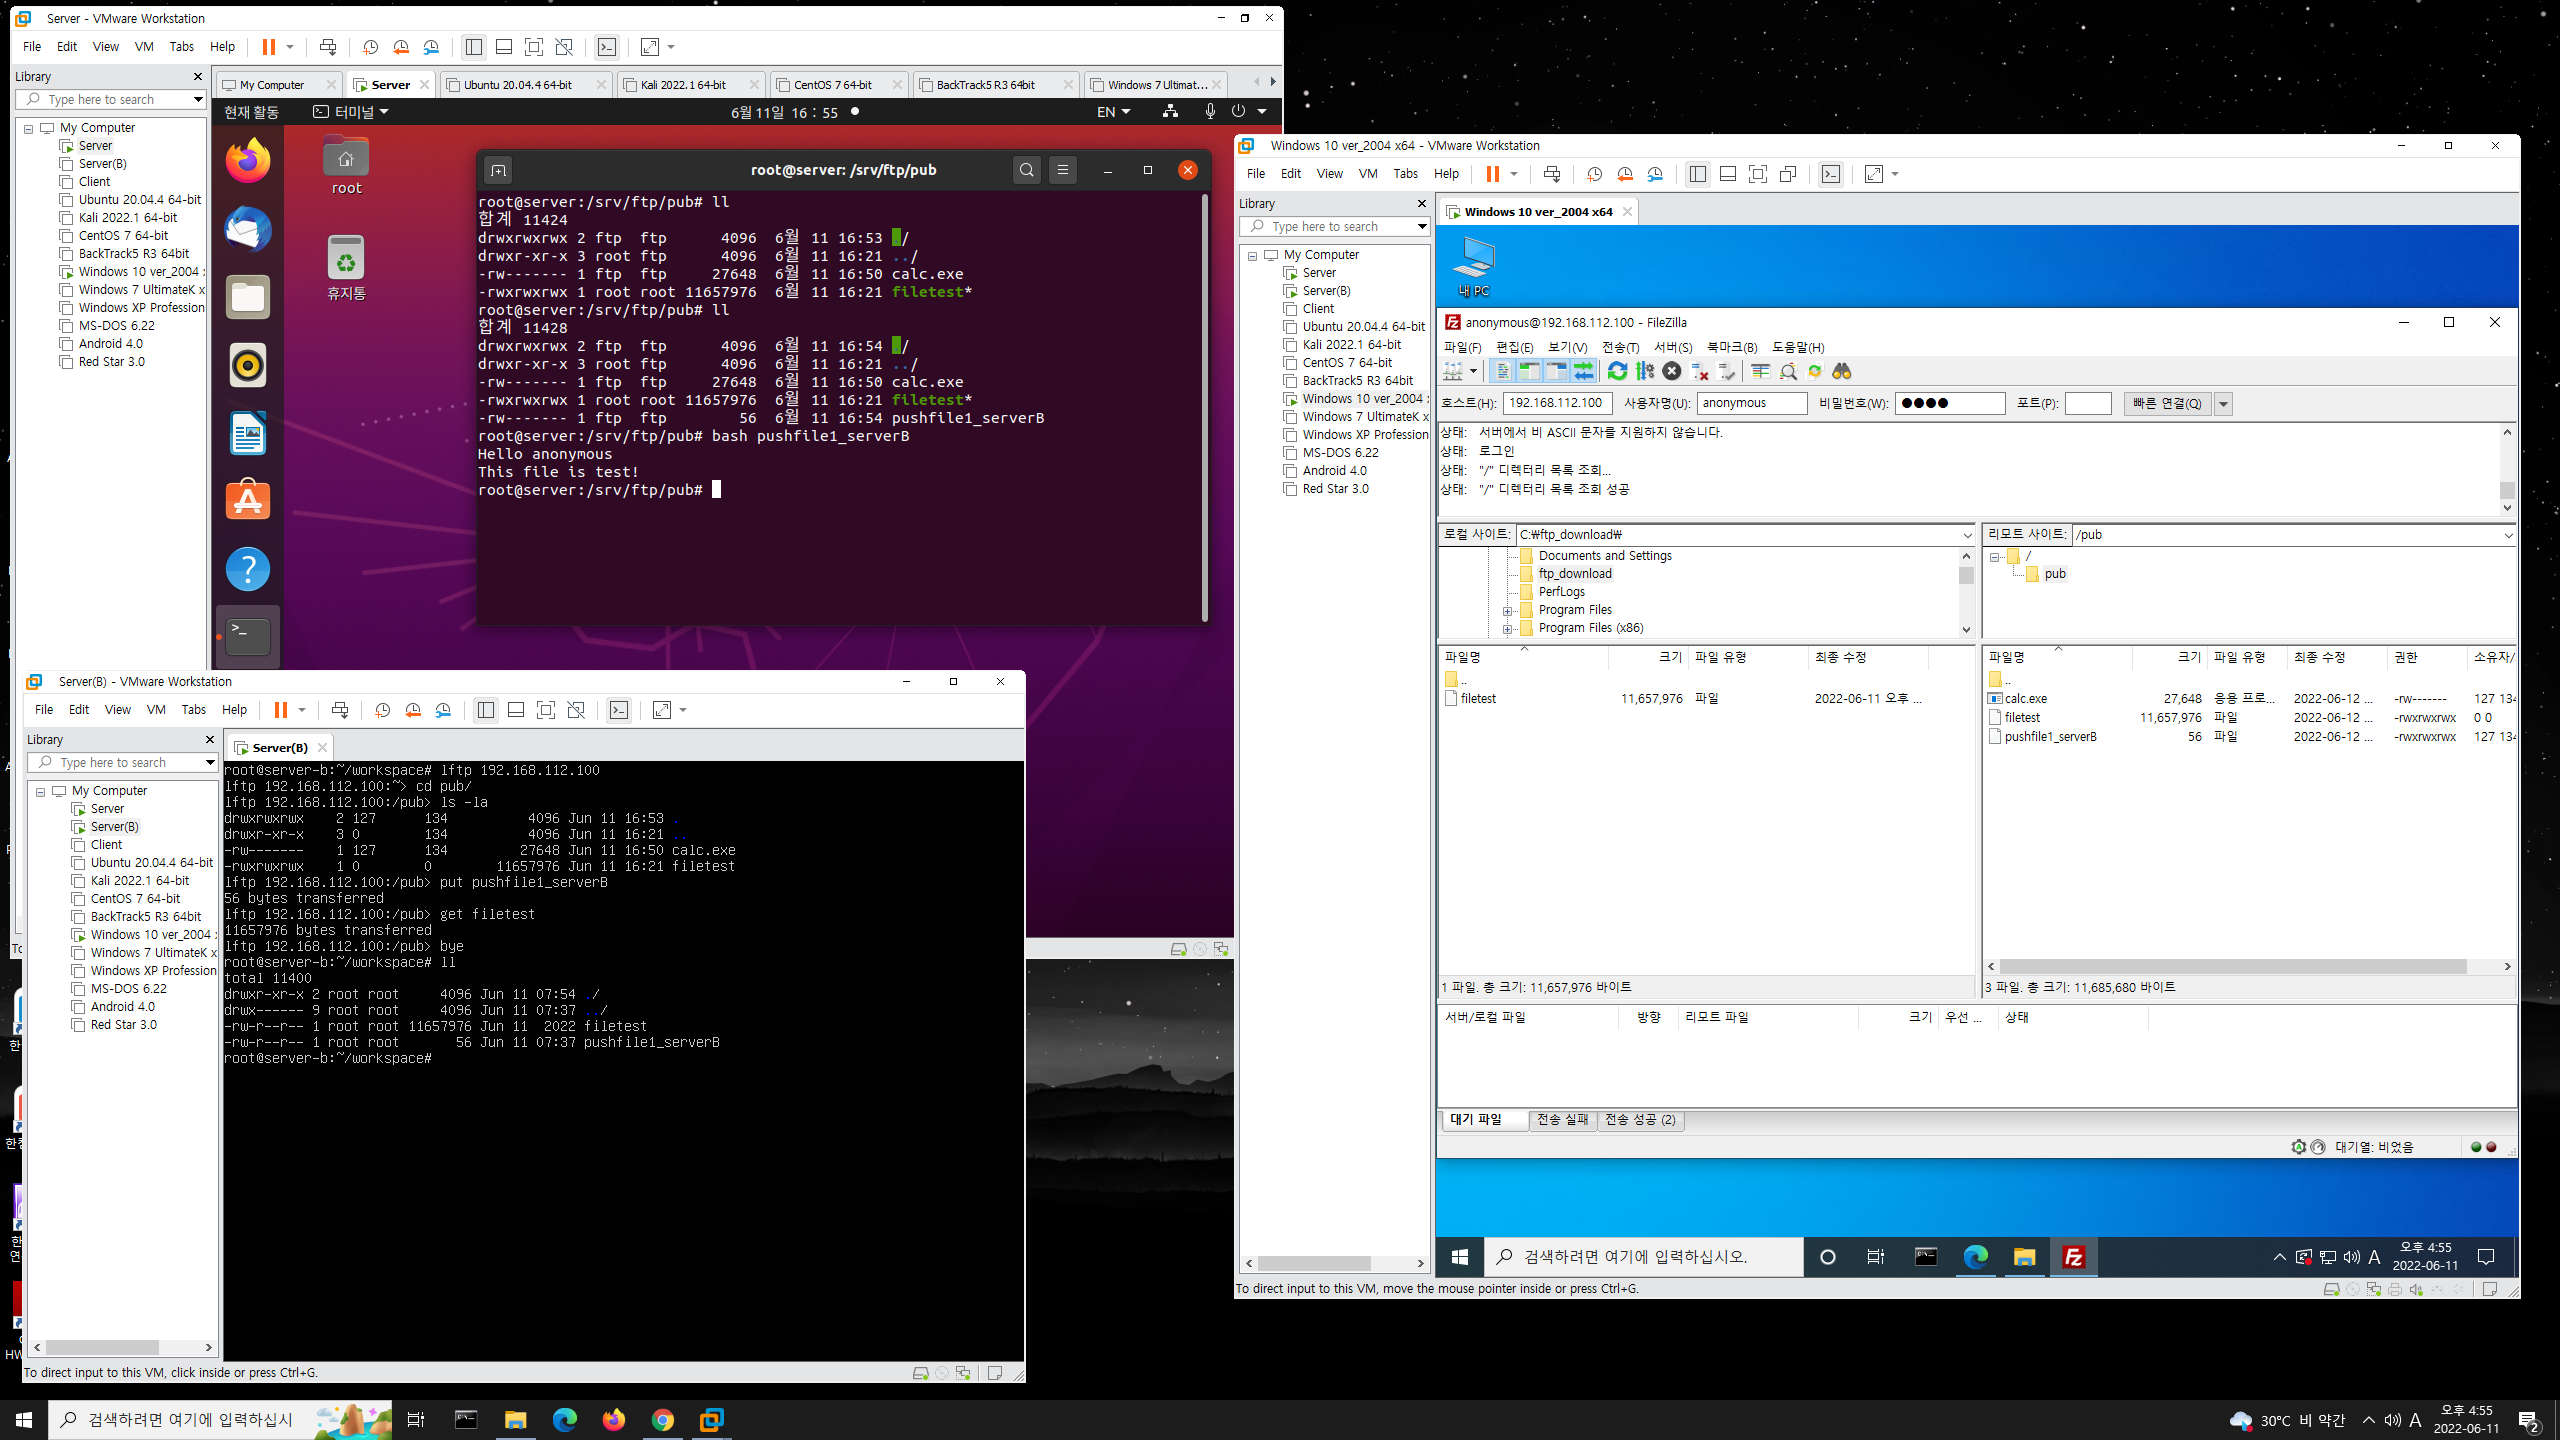 Server - VMware Workstation
File Edit View VM Tabs Help
Library
Type here to search
My Computer
Server
Server(B)
Client
Ubuntu 20.04.4 64-bit
Kali 2022.1 64-bit
CentOS 7 64-bit
BackTrack5 R3 64bit
Windows 10 ver_2004 x
Windows 7 UltimateK x
Windows XP Profession
MS-DOS 6.22
Android 4.0
Red Star 3.0
My Computer Server Ubuntu 20.04.4 64-bit Kali 2022.1 64-bit CentOS 7 64-bit BackTrack5 R3 64bit Windows 7 Ultimat...
현재 활동 터미널 6월 11일 16 : 55 EN
root
휴지통
root@server: /srv/ftp/pub
root@server:/srv/ftp/pub# ll
합계 11424
drwxrwxrwx 2 ftp ftp 4096 6월 11 16:53 ./
drwxr-xr-x 3 root ftp 4096 6월 11 16:21 ../
-rw------- 1 ftp ftp 27648 6월 11 16:50 calc.exe
-rwxrwxrwx 1 root root 11657976 6월 11 16:21 filetest*
root@server:/srv/ftp/pub# ll
합계 11428
drwxrwxrwx 2 ftp ftp 4096 6월 11 16:54 ./
drwxr-xr-x 3 root ftp 4096 6월 11 16:21 ../
-rw------- 1 ftp ftp 27648 6월 11 16:50 calc.exe
-rwxrwxrwx 1 root root 11657976 6월 11 16:21 filetest*
-rw------- 1 ftp ftp 56 6월 11 16:54 pushfile1_serverB
root@server:/srv/ftp/pub# bash pushfile1_serverB
Hello anonymous
This file is test!
root@server:/srv/ftp/pub#
Server(B) - VMware Workstation
File Edit View VM Tabs Help
Library
Type here to search
My Computer
Server
Server(B)
Client
Ubuntu 20.04.4 64-bit
Kali 2022.1 64-bit
CentOS 7 64-bit
BackTrack5 R3 64bit
Windows 10 ver_2004 x
Windows 7 UltimateK x
Windows XP Profession
MS-DOS 6.22
Android 4.0
Red Star 3.0
Server(B)
root@server-b:~/workspace# lftp 192.168.112.100
lftp 192.168.112.100:~> cd pub/
lftp 192.168.112.100:/pub> ls -la
drwxrwxrwx 2 127 134 4096 Jun 11 16:53 .
drwxr-xr-x 3 0 134 4096 Jun 11 16:21 ..
-rw------- 1 127 134 27648 Jun 11 16:50 calc.exe
-rwxrwxrwx 1 0 0 11657976 Jun 11 16:21 filetest
lftp 192.168.112.100:/pub> put pushfile1_serverB
56 bytes transferred
lftp 192.168.112.100:/pub> get filetest
11657976 bytes transferred
lftp 192.168.112.100:/pub> bye
root@server-b:~/workspace# ll
total 11400
drwxr-xr-x 2 root root 4096 Jun 11 07:54 ./
drwx------ 9 root root 4096 Jun 11 07:37 ../
-rw-r--r-- 1 root root 11657976 Jun 11 2022 filetest
-rw-r--r-- 1 root root 56 Jun 11 07:37 pushfile1_serverB
root@server-b:~/workspace#
To direct input to this VM, click inside or press Ctrl+G.
Windows 10 ver_2004 x64 - VMware Workstation
File Edit View VM Tabs Help
Library
Type here to search
My Computer
Server
Server(B)
Client
Ubuntu 20.04.4 64-bit
Kali 2022.1 64-bit
CentOS 7 64-bit
BackTrack5 R3 64bit
Windows 10 ver_2004
Windows 7 UltimateK x
Windows XP Profession
MS-DOS 6.22
Android 4.0
Red Star 3.0
Windows 10 ver_2004 x64
내 PC
anonymous@192.168.112.100 - FileZilla
파일(F) 편집(E) 보기(V) 전송(T) 서버(S) 북마크(B) 도움말(H)
호스트(H): 192.168.112.100 사용자명(U): anonymous 비밀번호(W): ●●●● 포트(P): 빠른 연결(Q)
상태: 서버에서 비 ASCII 문자를 지원하지 않습니다.
상태: 로그인
상태: "/" 디렉터리 목록 조회...
상태: "/" 디렉터리 목록 조회 성공
로컬 사이트: C:₩ftp_download₩
Documents and Settings
ftp_download
PerfLogs
Program Files
Program Files (x86)
리모트 사이트: /pub
/
pub
파일명 크기 파일 유형 최종 수정
..
filetest 11,657,976 파일 2022-06-11 오후 ...
1 파일. 총 크기: 11,657,976 바이트
파일명 크기 파일 유형 최종 수정 권한 소유자/
..
calc.exe 27,648 응용 프로... 2022-06-12 ... -rw------- 127 134
filetest 11,657,976 파일 2022-06-12 ... -rwxrwxrwx 0 0
pushfile1_serverB 56 파일 2022-06-12 ... -rwxrwxrwx 127 134
3 파일. 총 크기: 11,685,680 바이트
서버/로컬 파일 방향 리모트 파일 크기 우선 ... 상태
대기 파일 전송 실패 전송 성공 (2)
대기열: 비었음
검색하려면 여기에 입력하십시오.
A 오후 4:55
2022-06-11
To direct input to this VM, move the mouse pointer inside or press Ctrl+G.
검색하려면 여기에 입력하십시
30°C 비 약간 A 오후 4:55
2022-06-11
2